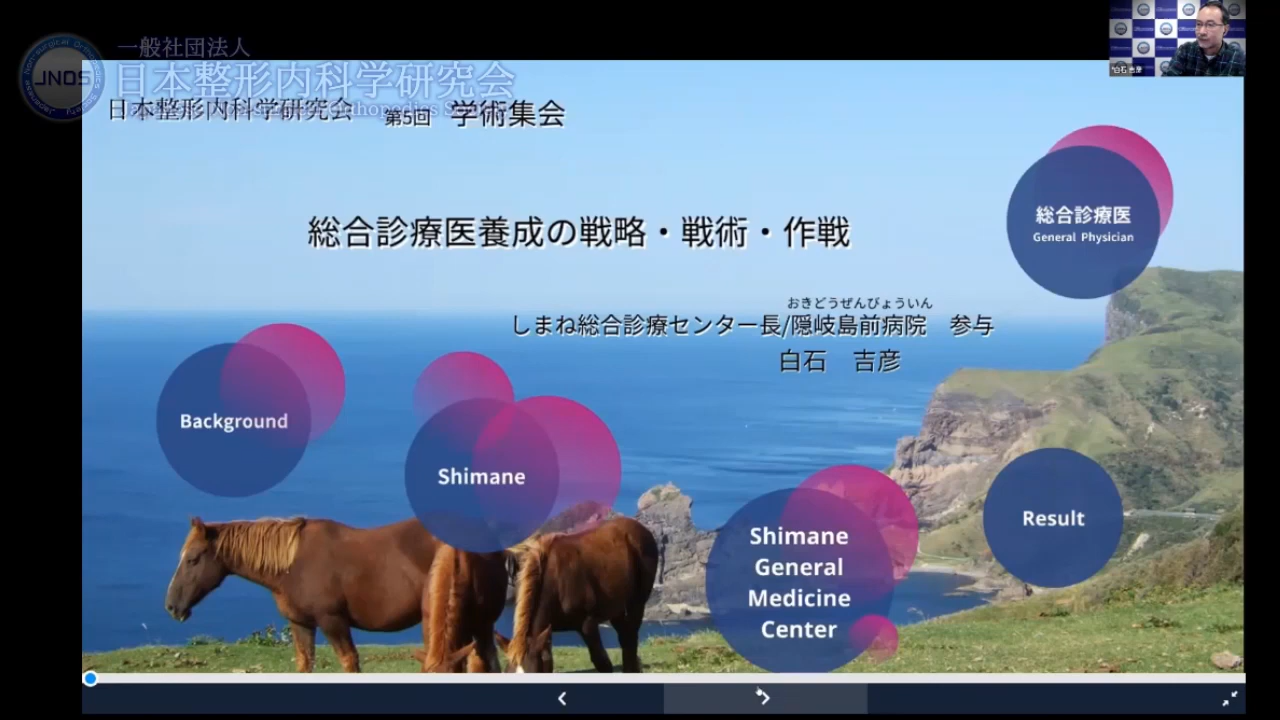 一般社団法人
日本整形内科学研究会
JNOS
日本整形内科学研究会 第5回 学術集会
白石 吉彦
総合診療医養成の戦略・戦術・作戦
総合診療医
General Physician
おきどうぜんびょういん
しまね総合診療センター長/隠岐島前病院 参与
白石 吉彦
Background
Shimane
Shimane
General
Medicine
Center
Result